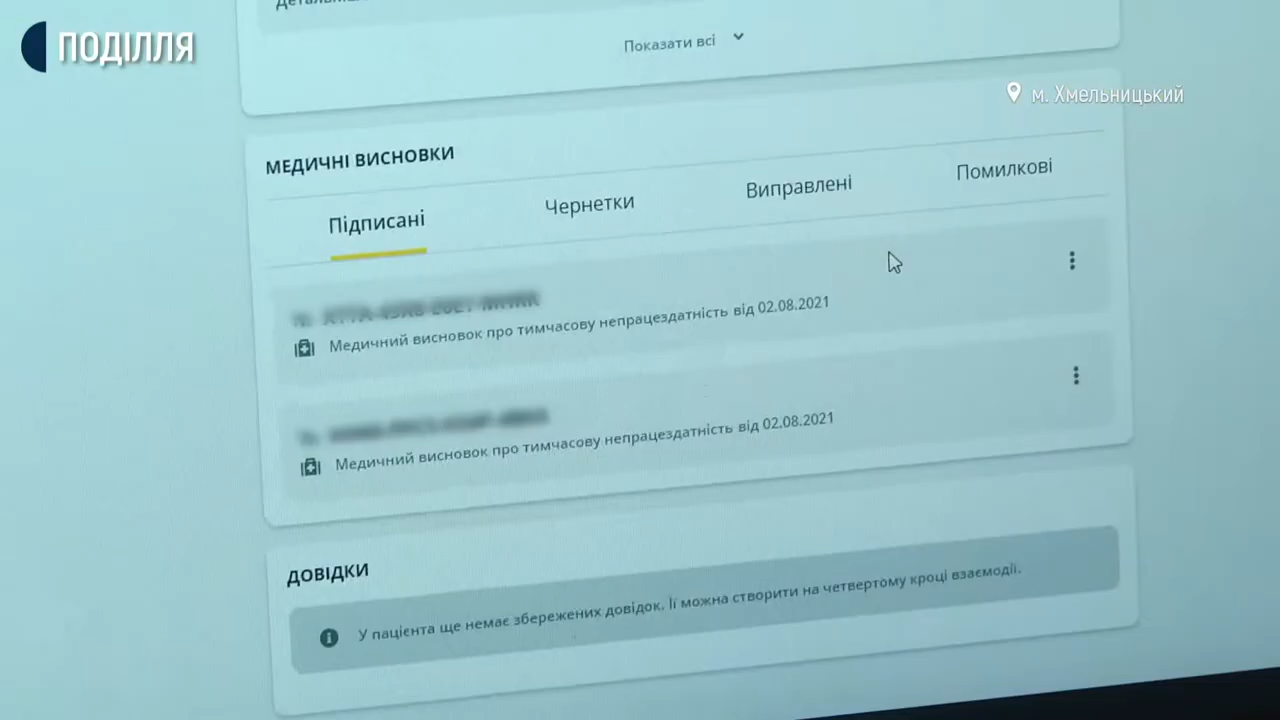 ПОДІЛЛЯ
Показати всі
м. Хмельницький
МЕДИЧНІ ВИСНОВКИ
Підписані
Чернетки
Виправлені
Помилкові
Медичний висновок про тимчасову непрацездатність від 02.08.2021
Медичний висновок про тимчасову непрацездатність від 02.08.2021
ДОВІДКИ
У пацієнта ще немає збережених довідок. Її можна створити на четвертому кроці взаємодії.